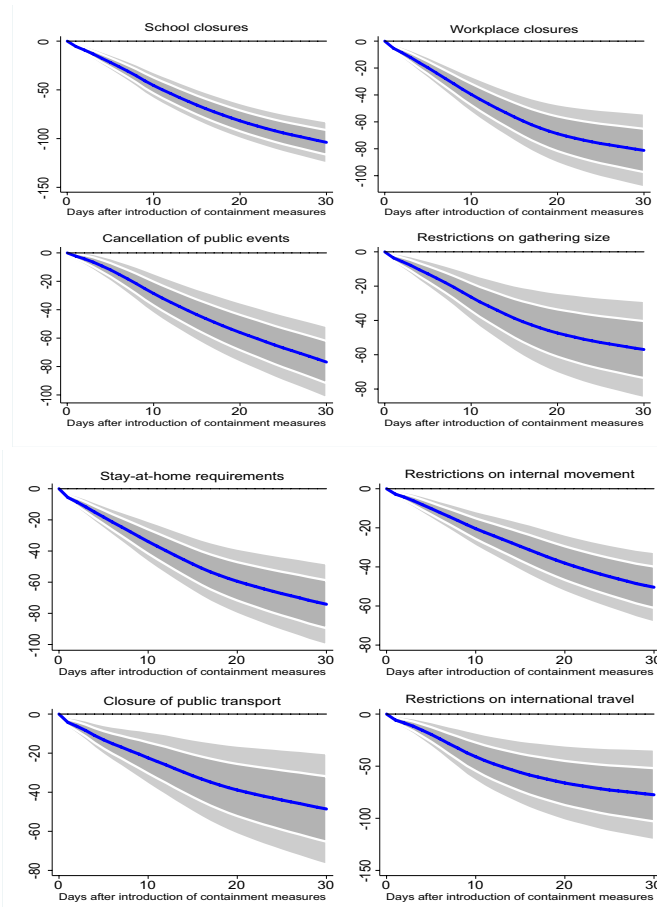 School closures
0
-50
-100
-150
0 10 20 30
Days after introduction of containment measures
Workplace closures
0
-20
-40
-60
-80
-100
0 10 20 30
Days after introduction of containment measures
Cancellation of public events
0
-20
-40
-60
-80
-100
0 10 20 30
Days after introduction of containment measures
Restrictions on gathering size
0
-20
-40
-60
-80
0 10 20 30
Days after introduction of containment measures
Stay-at-home requirements
0
-20
-40
-60
-80
-100
0 10 20 30
Days after introduction of containment measures
Restrictions on internal movement
0
-20
-40
-60
-80
0 10 20 30
Days after introduction of containment measures
Closure of public transport
0
-20
-40
-60
-80
0 10 20 30
Days after introduction of containment measures
Restrictions on international travel
0
-50
-100
-150
0 10 20 30
Days after introduction of containment measures